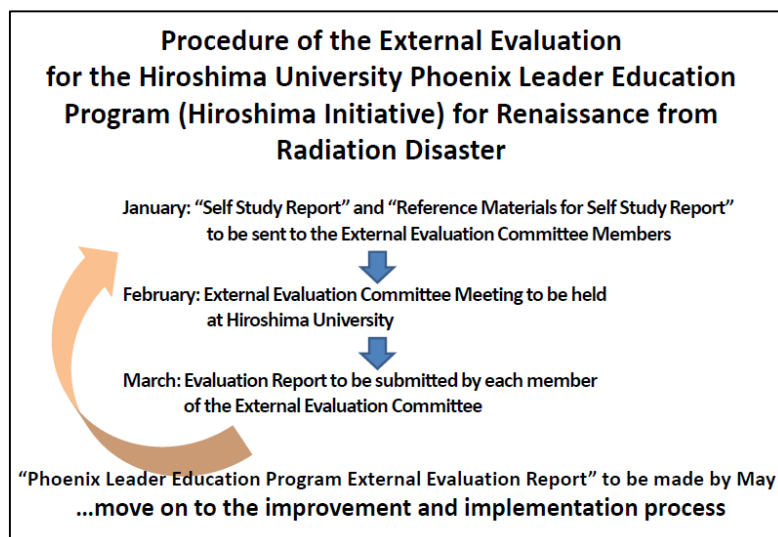 Procedure of the External Evaluation
for the Hiroshima University Phoenix Leader Education
Program (Hiroshima Initiative) for Renaissance from
Radiation Disaster
January: “Self Study Report” and “Reference Materials for Self Study Report”
to be sent to the External Evaluation Committee Members
February: External Evaluation Committee Meeting to be held
at Hiroshima University
March: Evaluation Report to be submitted by each member
of the External Evaluation Committee
“Phoenix Leader Education Program External Evaluation Report” to be made by May
...move on to the improvement and implementation process